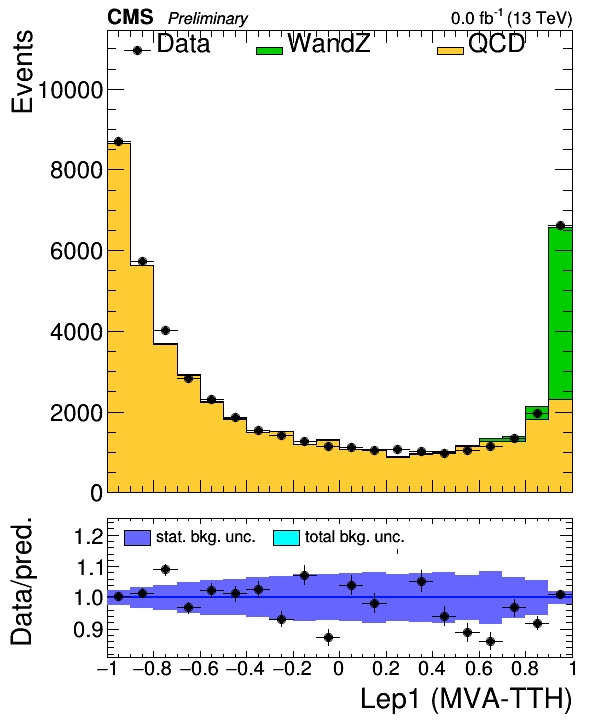 CMS Preliminary 0.0 fb⁻¹ (13 TeV)
Data WandZ QCD
Events
10000
8000
6000
4000
2000
0
stat. bkg. unc. total bkg. unc.
Data/pred.
1.2
1.1
1.0
0.9
−1 −0.8 −0.6 −0.4 −0.2 0 0.2 0.4 0.6 0.8 1
Lep1 (MVA-TTH)